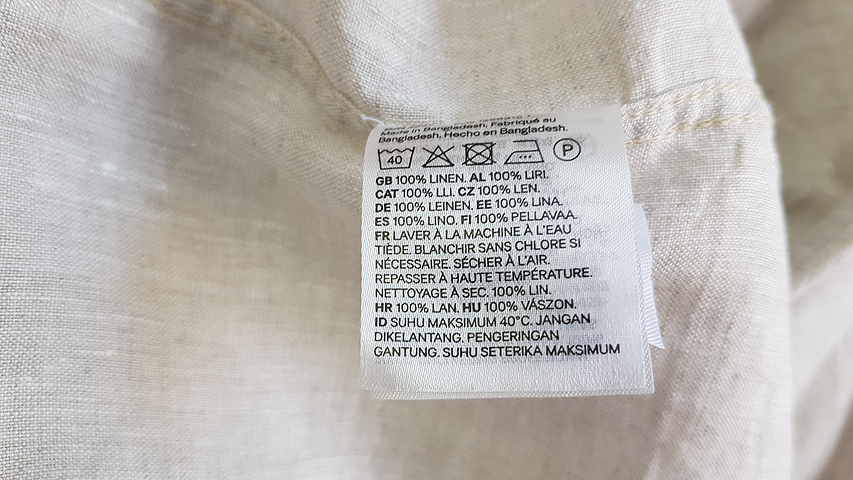 Made in Bangladesh, Fabriqué au
Bangladesh, Hecho en Bangladesh.
40 P
GB 100% LINEN. AL 100% LIRI.
CAT 100% LLI. CZ 100% LEN.
DE 100% LEINEN. EE 100% LINA.
ES 100% LINO. FI 100% PELLAVAA.
FR LAVER À LA MACHINE À L'EAU
TIÈDE. BLANCHIR SANS CHLORE SI
NÉCESSAIRE. SÉCHER À L'AIR.
REPASSER À HAUTE TEMPÉRATURE.
NETTOYAGE À SEC. 100% LIN.
HR 100% LAN. HU 100% VÁSZON.
ID SUHU MAKSIMUM 40°C. JANGAN
DIKELANTANG. PENGERINGAN
GANTUNG. SUHU SETERIKA MAKSIMUM